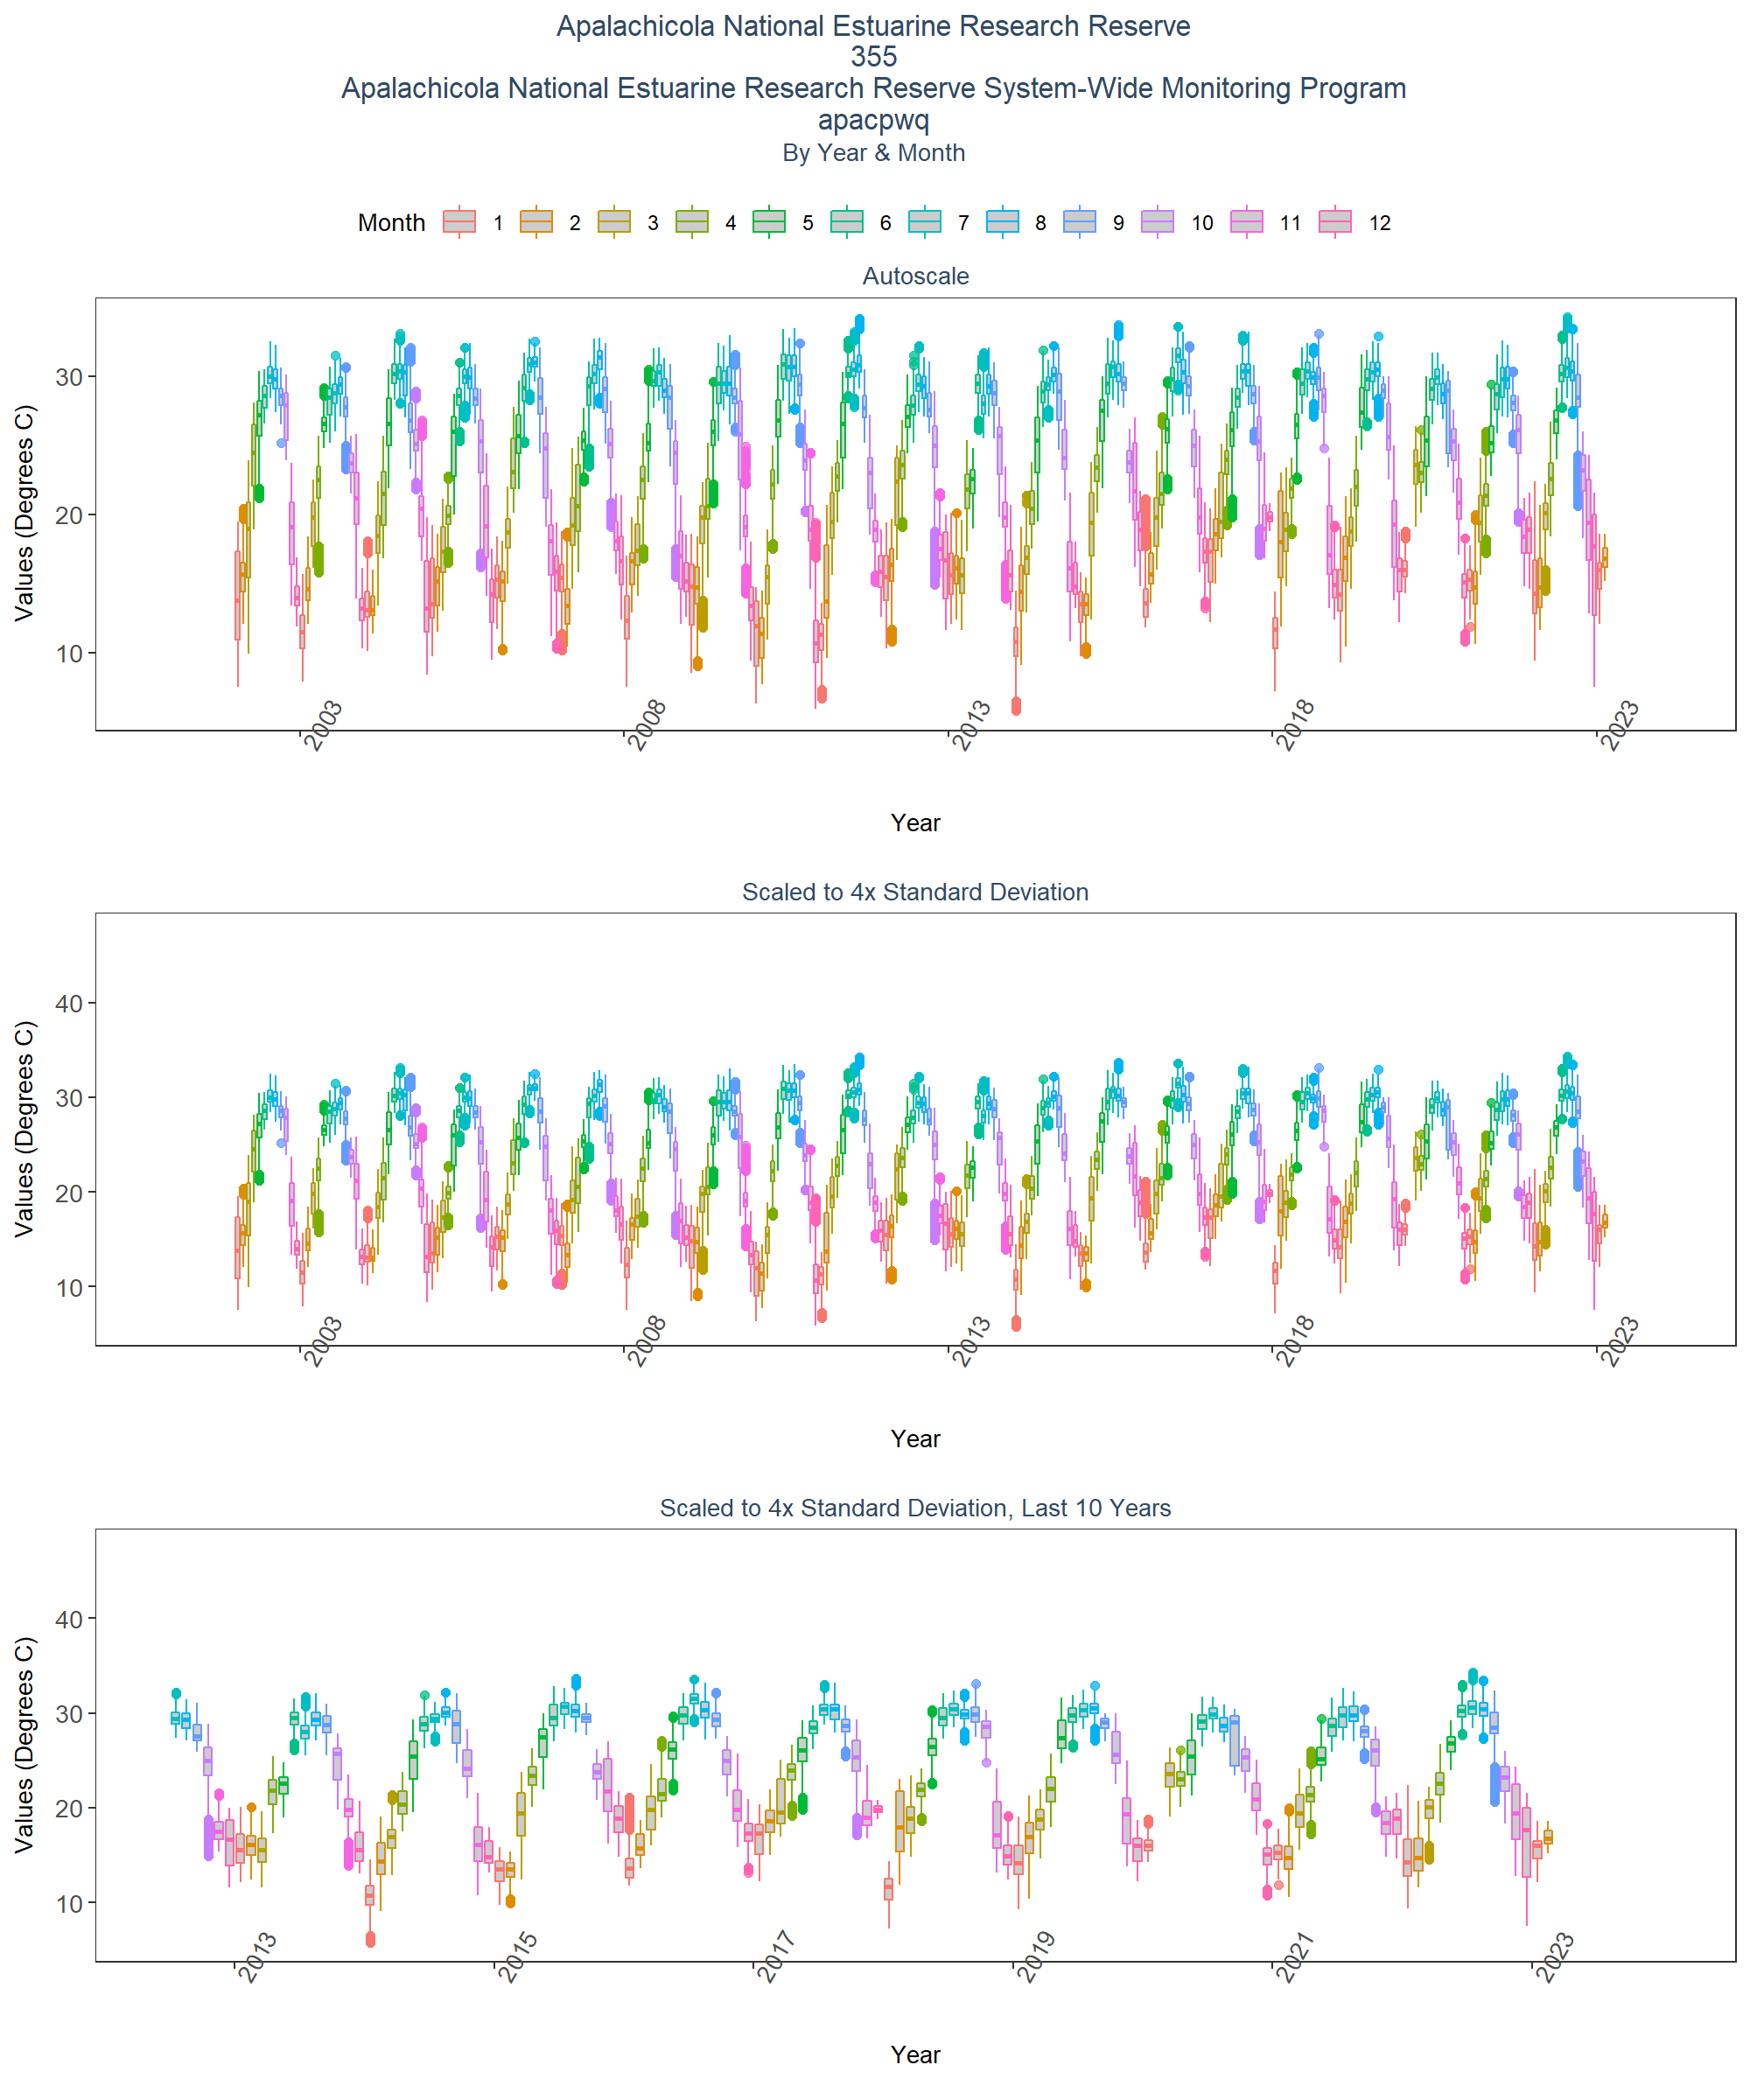 Apalachicola National Estuarine Research Reserve
355
Apalachicola National Estuarine Research Reserve System-Wide Monitoring Program
apacpwq
By Year & Month
Month 1 2 3 4 5 6 7 8 9 10 11 12
Autoscale
Values (Degrees C)
30
20
10
2003 2008 2013 2018 2023
Year
Scaled to 4x Standard Deviation
Values (Degrees C)
40
30
20
10
2003 2008 2013 2018 2023
Year
Scaled to 4x Standard Deviation, Last 10 Years
Values (Degrees C)
40
30
20
10
2013 2015 2017 2019 2021 2023
Year